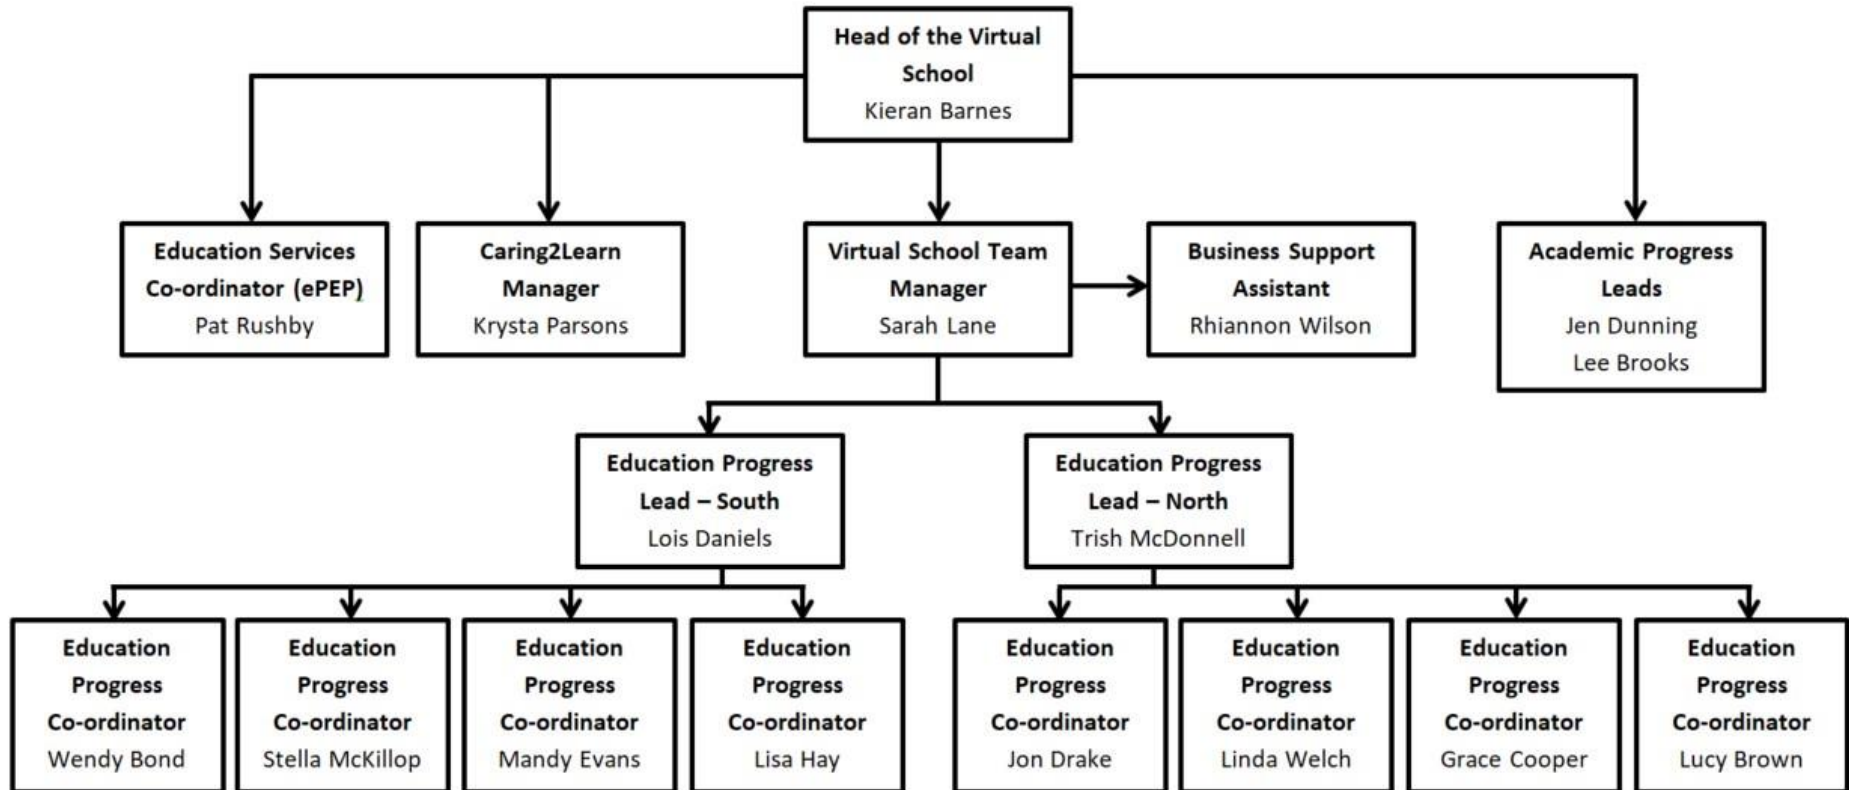 Head of the Virtual
School
Kieran Barnes
Education Services
Co-ordinator (ePEP)
Pat Rushby
Caring2Learn
Manager
Krysta Parsons
Virtual School Team
Manager
Sarah Lane
Business Support
Assistant
Rhiannon Wilson
Academic Progress
Leads
Jen Dunning
Lee Brooks
Education Progress
Lead – South
Lois Daniels
Education Progress
Lead – North
Trish McDonnell
Education
Progress
Co-ordinator
Wendy Bond
Education
Progress
Co-ordinator
Stella McKillop
Education
Progress
Co-ordinator
Mandy Evans
Education
Progress
Co-ordinator
Lisa Hay
Education
Progress
Co-ordinator
Jon Drake
Education
Progress
Co-ordinator
Linda Welch
Education
Progress
Co-ordinator
Grace Cooper
Education
Progress
Co-ordinator
Lucy Brown